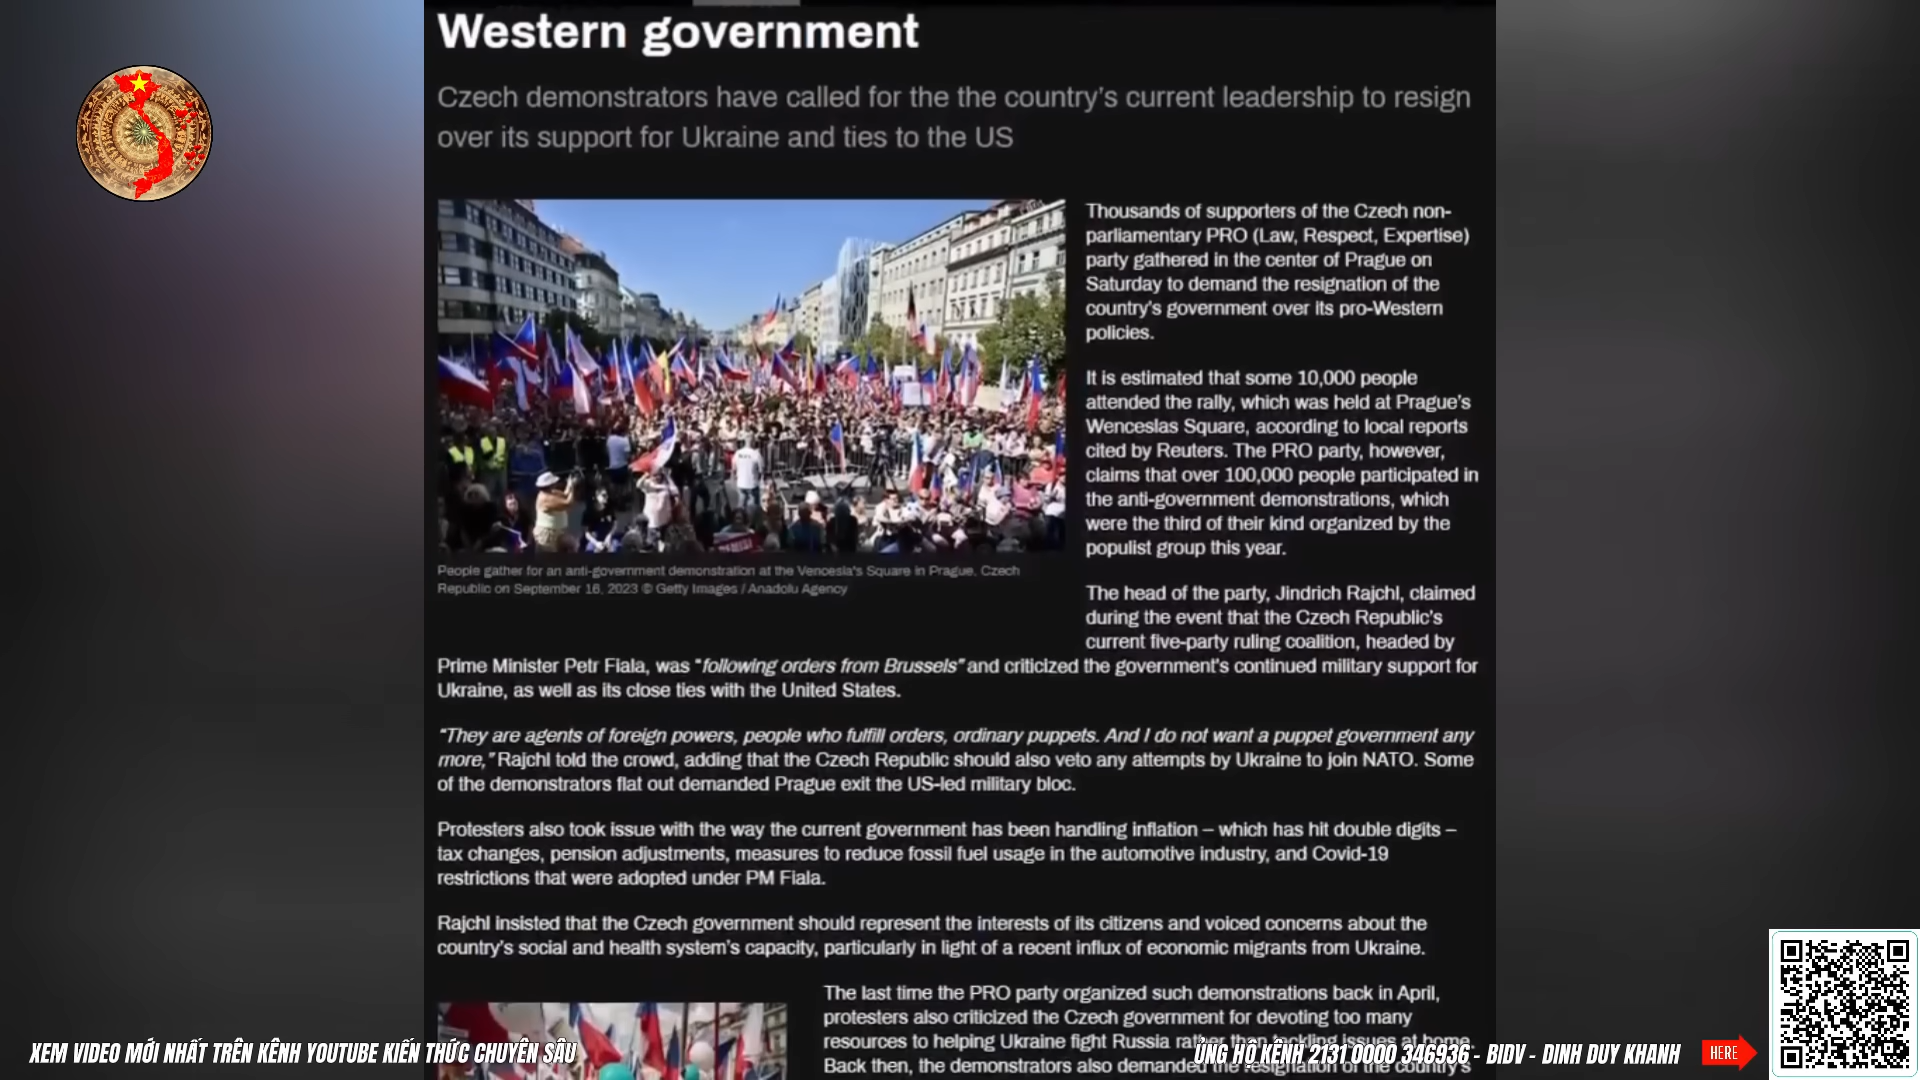 Western government
Czech demonstrators have called for the the country's current leadership to resign
over its support for Ukraine and ties to the US
Thousands of supporters of the Czech non-
parliamentary PRO (Law, Respect, Expertise)
party gathered in the center of Prague on
Saturday to demand the resignation of the
country's government over its pro-Western
policies.
It is estimated that some 10,000 people
attended the rally, which was held at Prague's
Wenceslas Square, according to local reports
cited by Reuters. The PRO party, however,
claims that over 100,000 people participated in
the anti-government demonstrations, which
were the third of their kind organized by the
populist group this year.
People gather for an anti-government demonstration at the Vencesla's Square in Prague, Czech
Republic on September 16, 2023 © Getty Images / Anadolu Agency
The head of the party, Jindrich Rajchl, claimed
during the event that the Czech Republic's
current five-party ruling coalition, headed by
Prime Minister Petr Fiala, was "following orders from Brussels" and criticized the government's continued military support for
Ukraine, as well as its close ties with the United States.
"They are agents of foreign powers, people who fulfill orders, ordinary puppets. And I do not want a puppet government any
more," Rajchl told the crowd, adding that the Czech Republic should also veto any attempts by Ukraine to join NATO. Some
of the demonstrators flat out demanded Prague exit the US-led military bloc.
Protesters also took issue with the way the current government has been handling inflation – which has hit double digits –
tax changes, pension adjustments, measures to reduce fossil fuel usage in the automotive industry, and Covid-19
restrictions that were adopted under PM Fiala.
Rajchl insisted that the Czech government should represent the interests of its citizens and voiced concerns about the
country's social and health system's capacity, particularly in light of a recent influx of economic migrants from Ukraine.
The last time the PRO party organized such demonstrations back in April,
protesters also criticized the Czech government for devoting too many
resources to helping Ukraine fight Russia rather than tackling issues at home.
Back then, the demonstrators also demanded the resignation of the country's
XEM VIDEO MỚI NHẤT TRÊN KÊNH YOUTUBE KIẾN THỨC CHUYÊN SÂU
ỦNG HỘ KÊNH 2131 0000 346936 - BIDV - DINH DUY KHANH
HERE